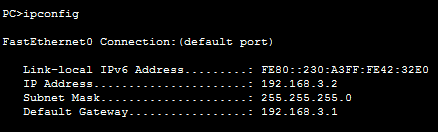 PC>ipconfig
FastEthernet0 Connection:(default port)
Link-local IPv6 Address.........: FE80::230:A3FF:FE42:32E0
IP Address......................: 192.168.3.2
Subnet Mask.....................: 255.255.255.0
Default Gateway.................: 192.168.3.1